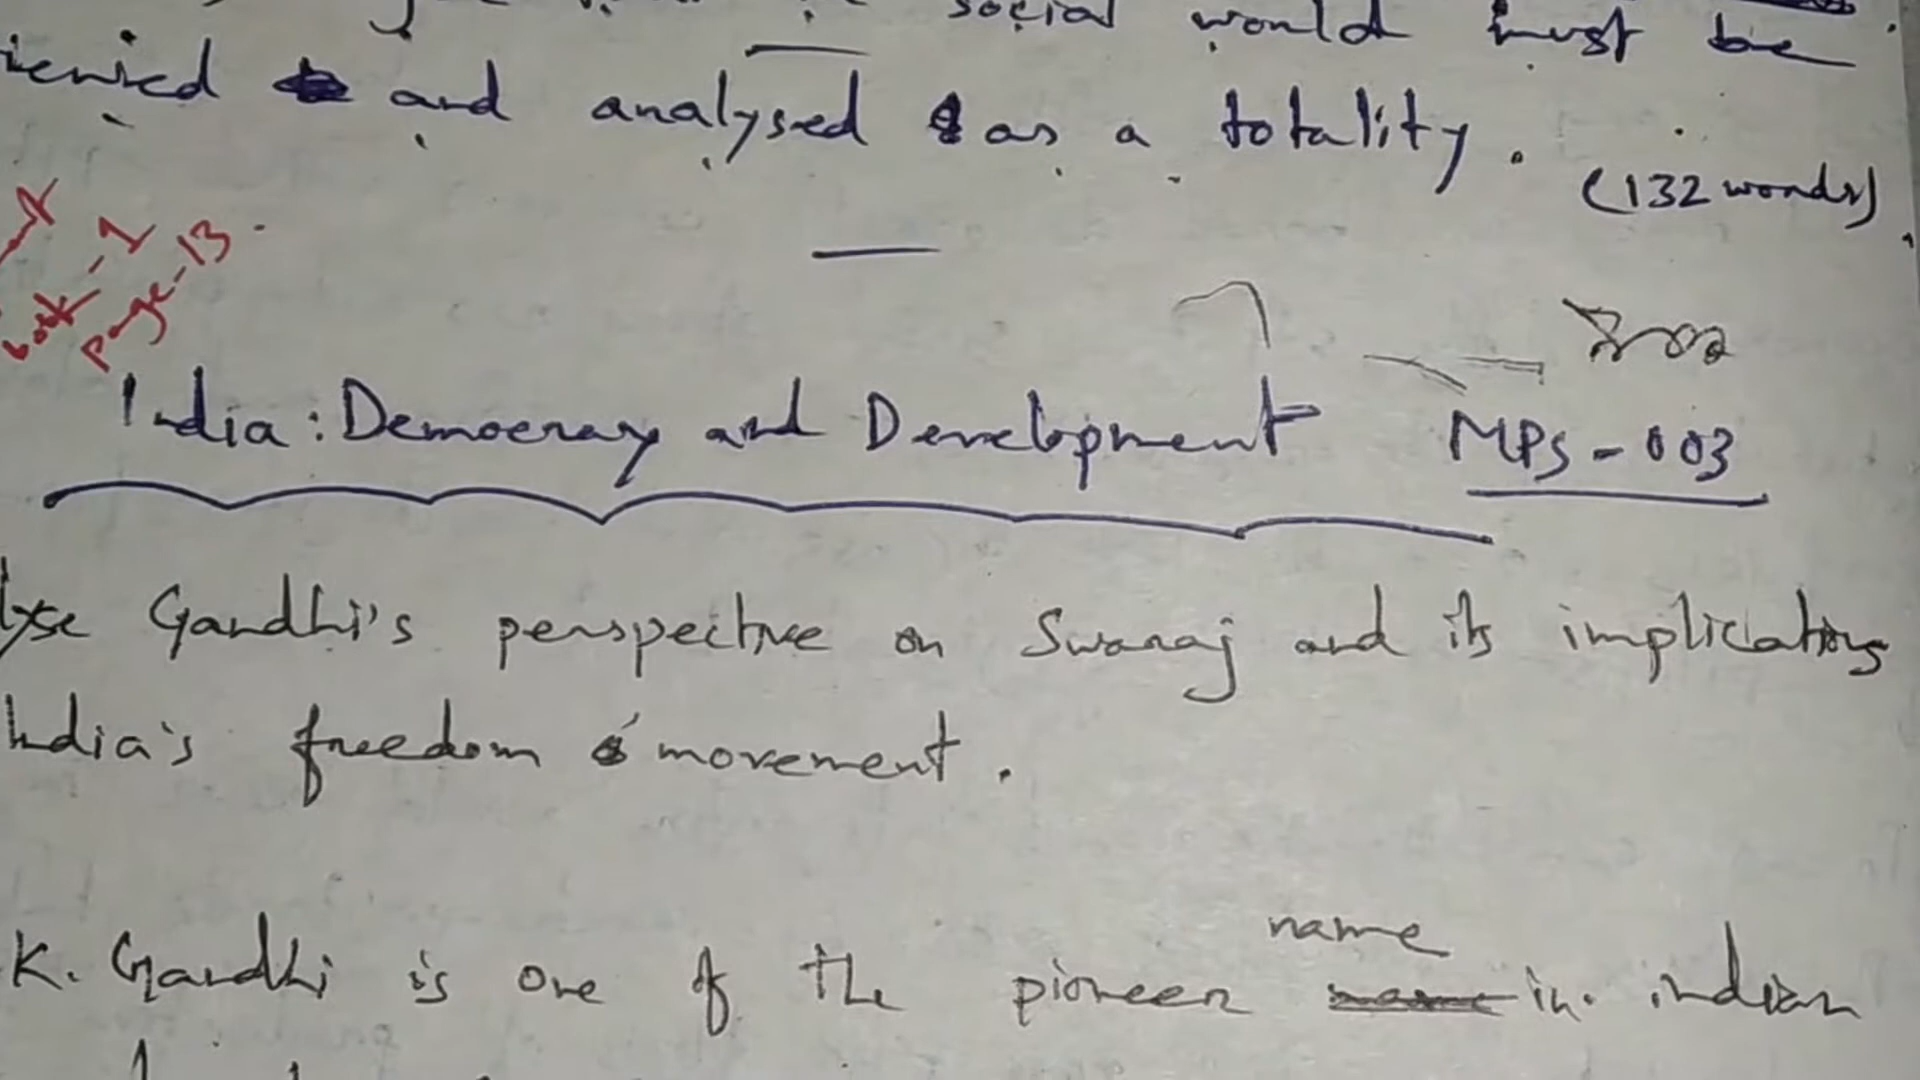 social world must be
and analysed as a totality.
(132 words)
-1
Page-13
India: Democracy and Development MPS-003
Gandhi's perspective on Swaraj and its implications
India's freedom movement.
name
K. Gandhi is one of the pioneer in indian